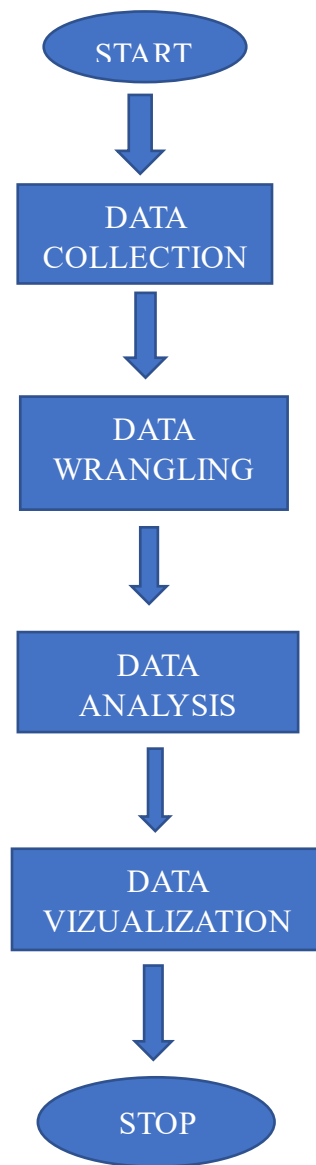 START
DATA
COLLECTION
DATA
WRANGLING
DATA
ANALYSIS
DATA
VIZUALIZATION
STOP